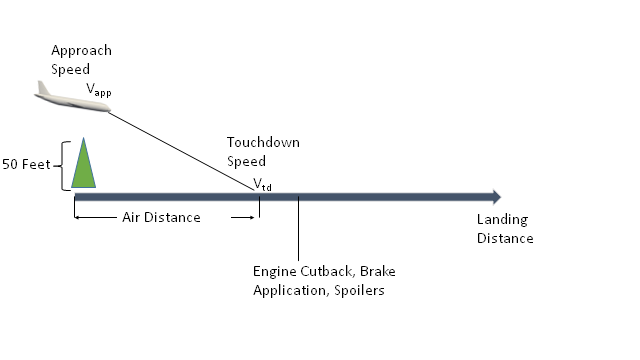 Approach
Speed
Vapp
50 Feet
Touchdown
Speed
Vtd
Air Distance
Landing
Distance
Engine Cutback, Brake
Application, Spoilers